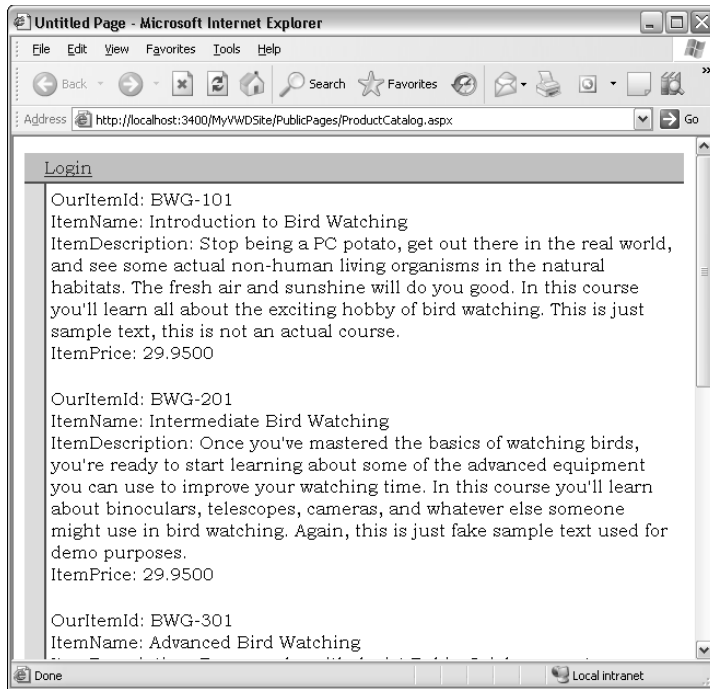 Untitled Page - Microsoft Internet Explorer
File Edit View Favorites Tools Help
Back Search Favorites »
Address http://localhost:3400/MyVWDSite/PublicPages/ProductCatalog.aspx Go
Login
OurItemId: BWG-101
ItemName: Introduction to Bird Watching
ItemDescription: Stop being a PC potato, get out there in the real world,
and see some actual non-human living organisms in the natural
habitats. The fresh air and sunshine will do you good. In this course
you'll learn all about the exciting hobby of bird watching. This is just
sample text, this is not an actual course.
ItemPrice: 29.9500
OurItemId: BWG-201
ItemName: Intermediate Bird Watching
ItemDescription: Once you've mastered the basics of watching birds,
you're ready to start learning about some of the advanced equipment
you can use to improve your watching time. In this course you'll learn
about binoculars, telescopes, cameras, and whatever else someone
might use in bird watching. Again, this is just fake sample text used for
demo purposes.
ItemPrice: 29.9500
OurItemId: BWG-301
ItemName: Advanced Bird Watching
Done Local intranet